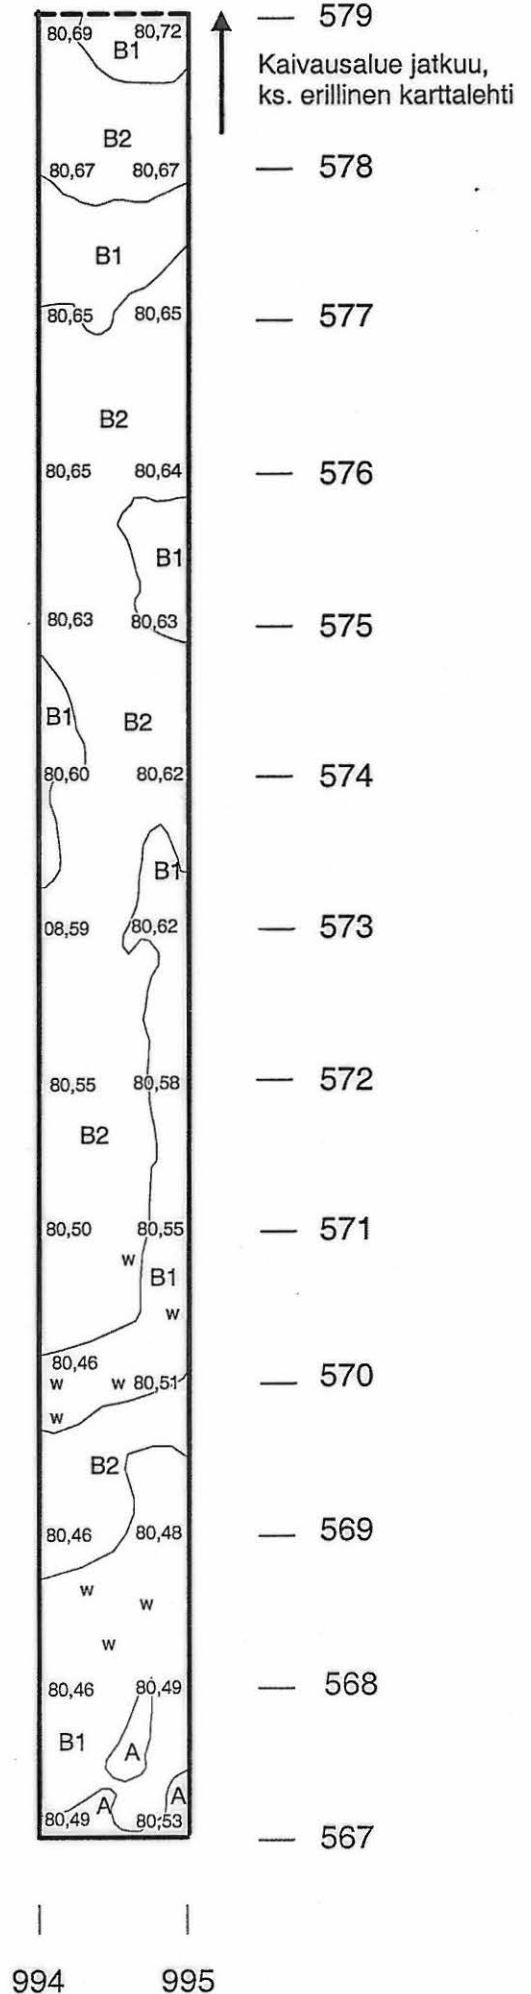 80,69 80,72 579
B1
Kaivausalue jatkuu,
ks. erillinen karttalehti
B2
80,67 80,67 578
B1
80,65 80,65 577
B2
80,65 80,64 576
B1
80,63 80,63 575
B1 B2
80,60 80,62 574
B1
08,59 80,62 573
80,55 80,58 572
B2
80,50 80,55 571
w
B1
w
80,46
w w 80,51 570
w
B2
80,46 80,48 569
w
w
w
80,46 80,49 568
B1
A
A A
80,49 80,53 567
994 995